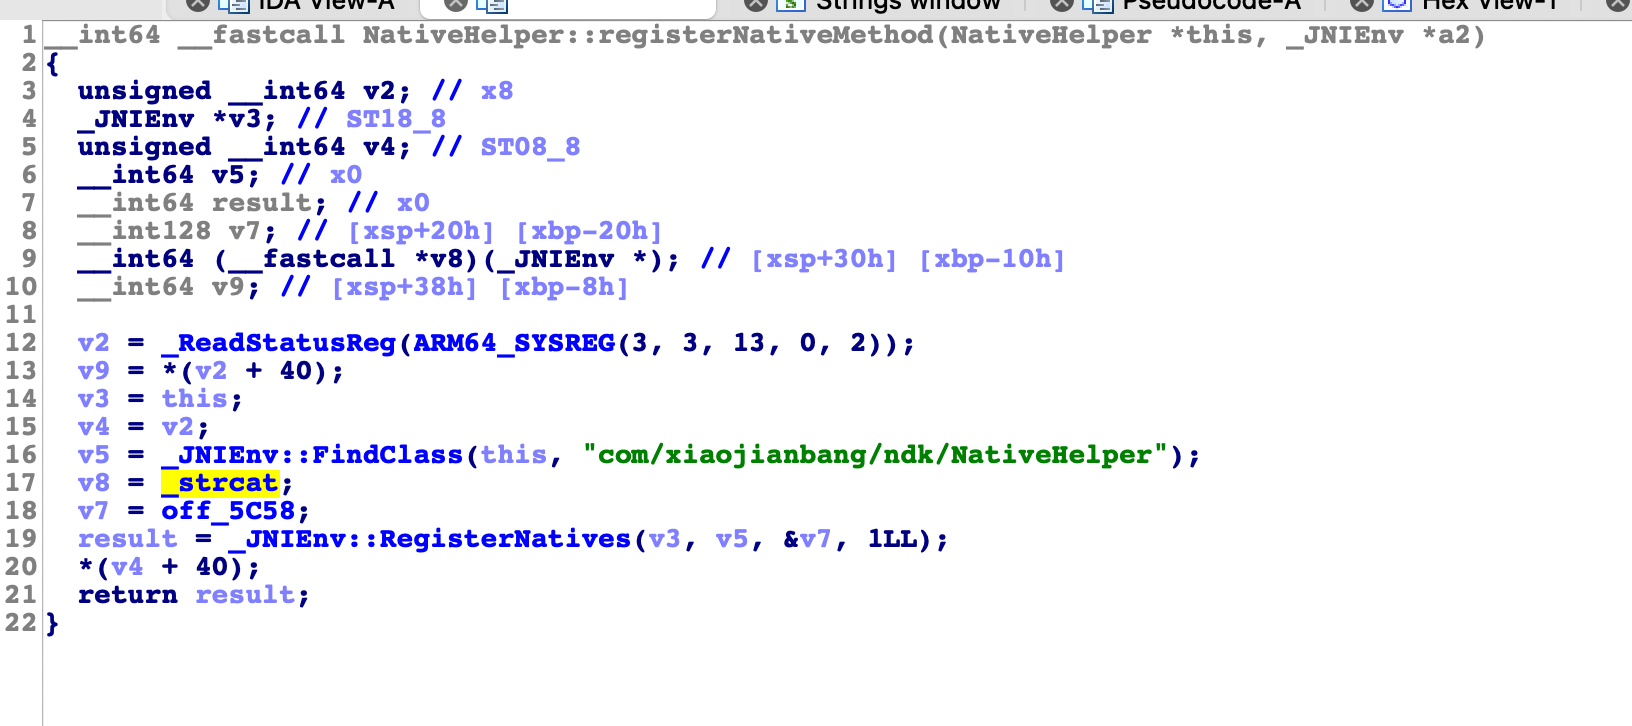 IDA View-A Strings window Pseudocode-A Hex View-1
1 __int64 __fastcall NativeHelper::registerNativeMethod(NativeHelper *this, _JNIEnv *a2)
2 {
3 unsigned __int64 v2; // x8
4 _JNIEnv *v3; // ST18_8
5 unsigned __int64 v4; // ST08_8
6 __int64 v5; // x0
7 __int64 result; // x0
8 __int128 v7; // [xsp+20h] [xbp-20h]
9 __int64 (__fastcall *v8)(_JNIEnv *); // [xsp+30h] [xbp-10h]
10 __int64 v9; // [xsp+38h] [xbp-8h]
11
12 v2 = _ReadStatusReg(ARM64_SYSREG(3, 3, 13, 0, 2));
13 v9 = *(v2 + 40);
14 v3 = this;
15 v4 = v2;
16 v5 = _JNIEnv::FindClass(this, "com/xiaojianbang/ndk/NativeHelper");
17 v8 = _strcat;
18 v7 = off_5C58;
19 result = _JNIEnv::RegisterNatives(v3, v5, &v7, 1LL);
20 *(v4 + 40);
21 return result;
22 }